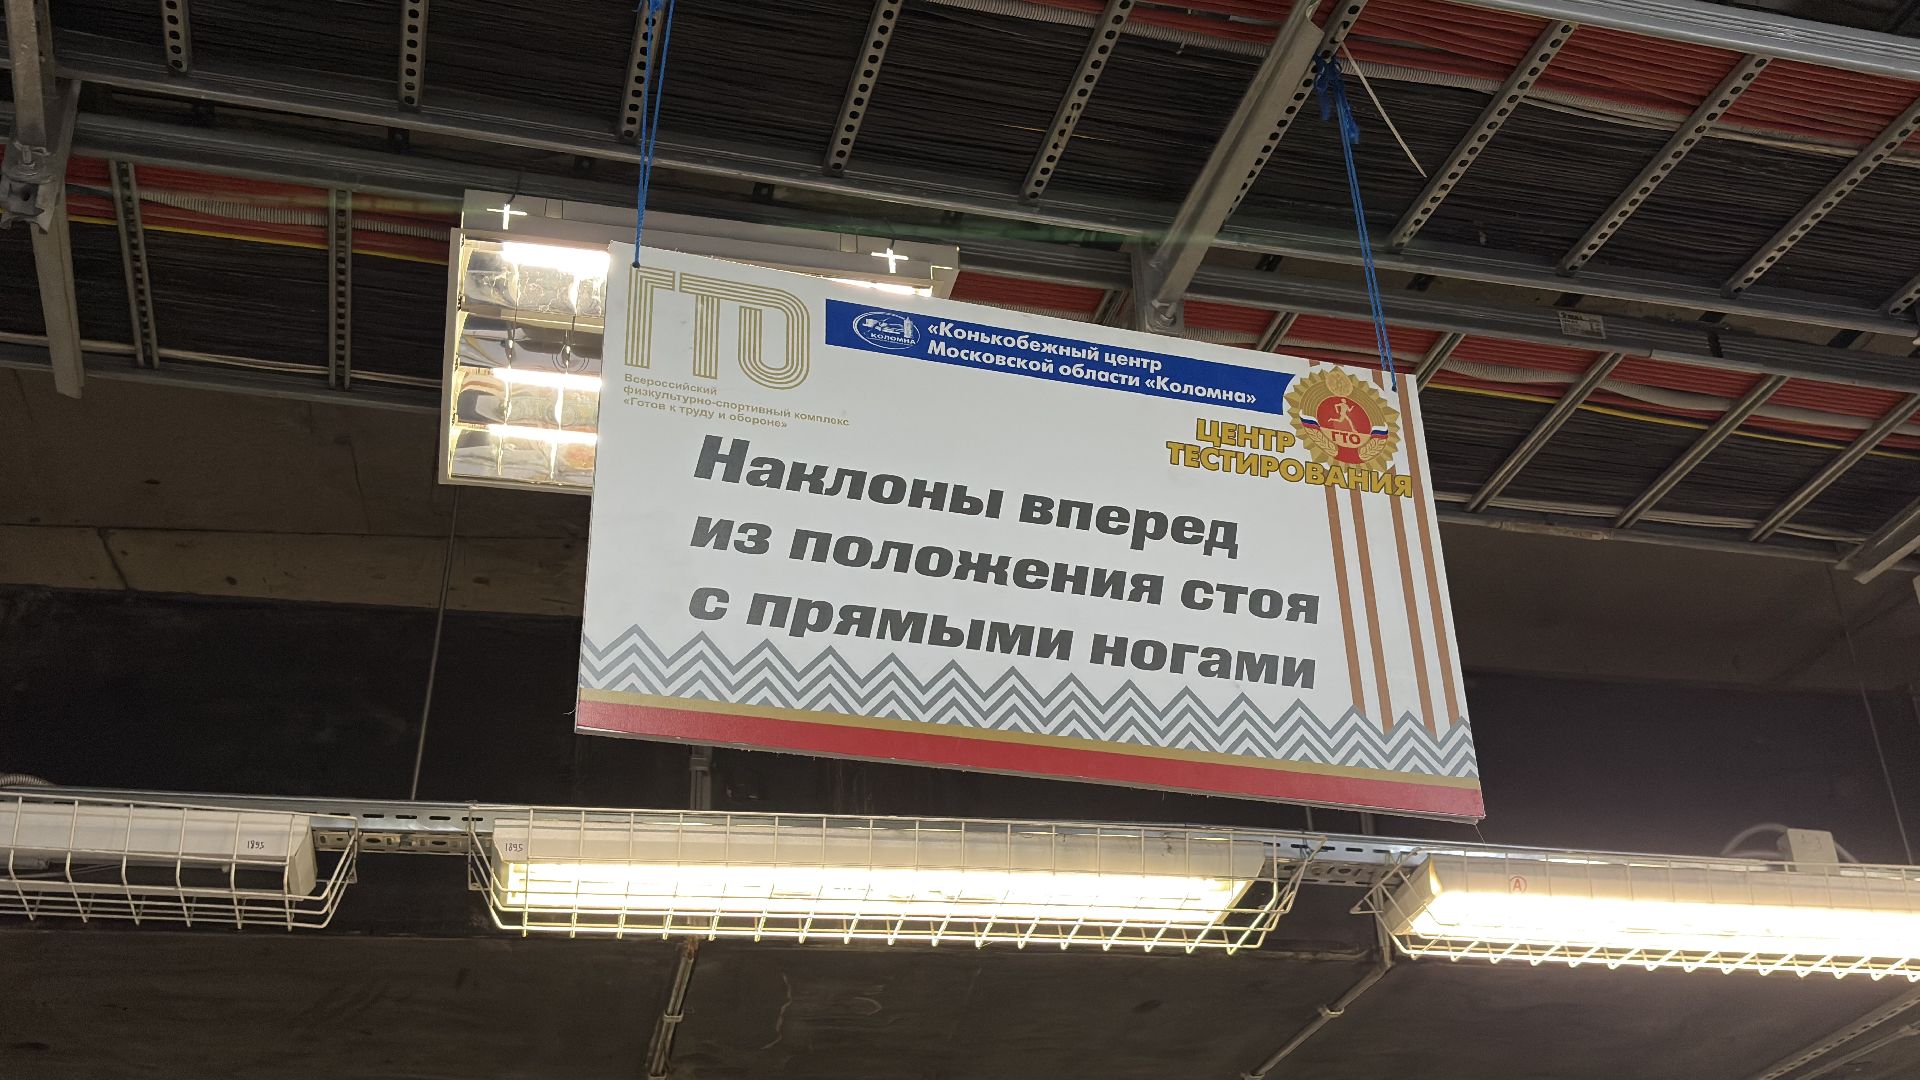 ГТО
Всероссийский
физкультурно-спортивный комплекс
«Готов к труду и обороне»
КОЛОМНА
«Конькобежный центр
Московской области «Коломна»
ГТО
ЦЕНТР
ТЕСТИРОВАНИЯ
Наклоны вперед
из положения стоя
с прямыми ногами
1895
1895
А